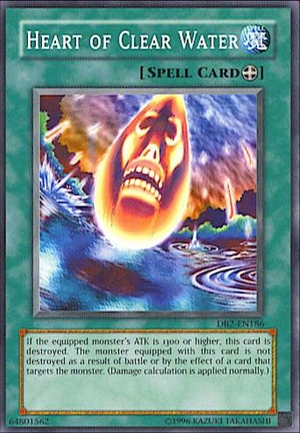 HEART OF CLEAR WATER
[SPELL CARD]
DB2-EN186
If the equipped monster's ATK is 1300 or higher, this card is
destroyed. The monster equipped with this card is not
destroyed as a result of battle or by the effect of a card that
targets the monster. (Damage calculation is applied normally.)
64801562
©1996 KAZUKI TAKAHASHI